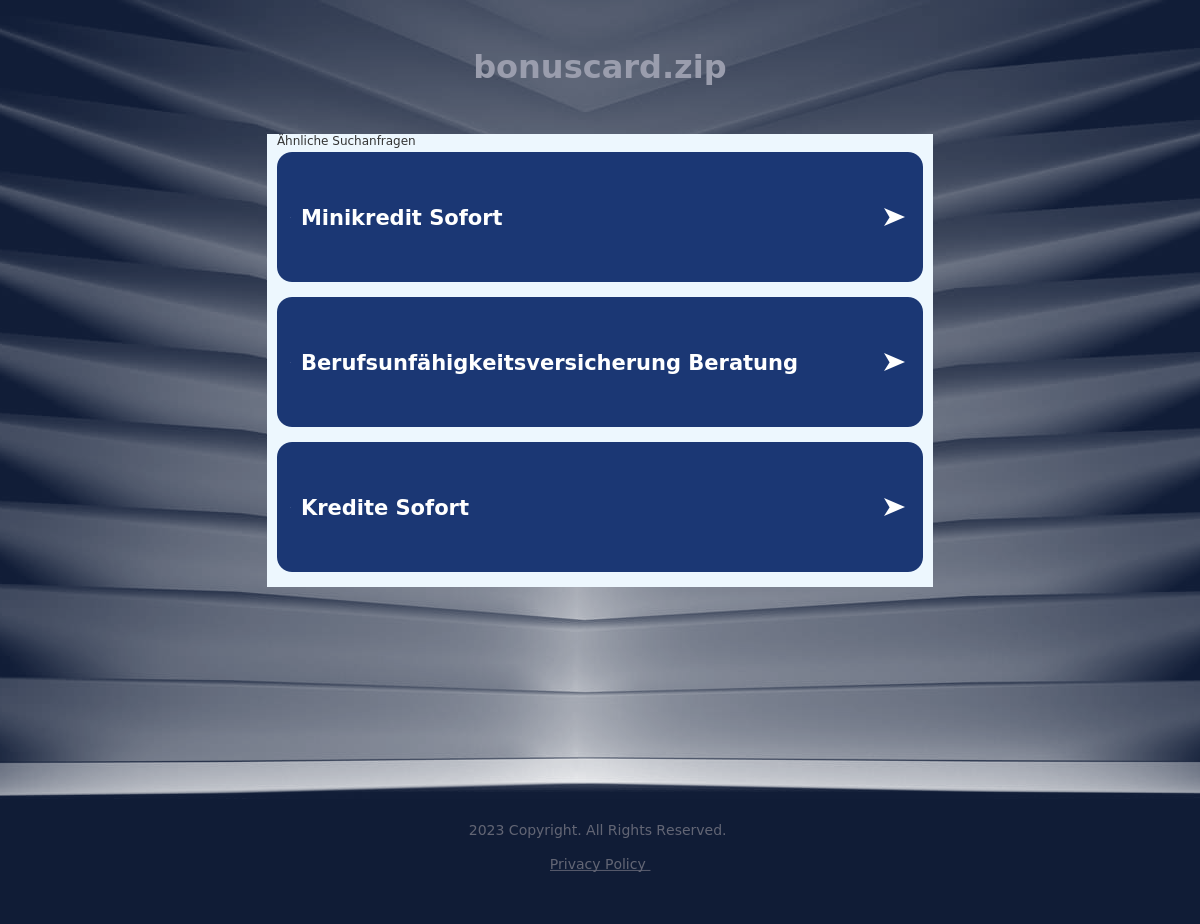 bonuscard.zip
Ähnliche Suchanfragen
Minikredit Sofort
Berufsunfähigkeitsversicherung Beratung
Kredite Sofort
2023 Copyright. All Rights Reserved.
Privacy Policy